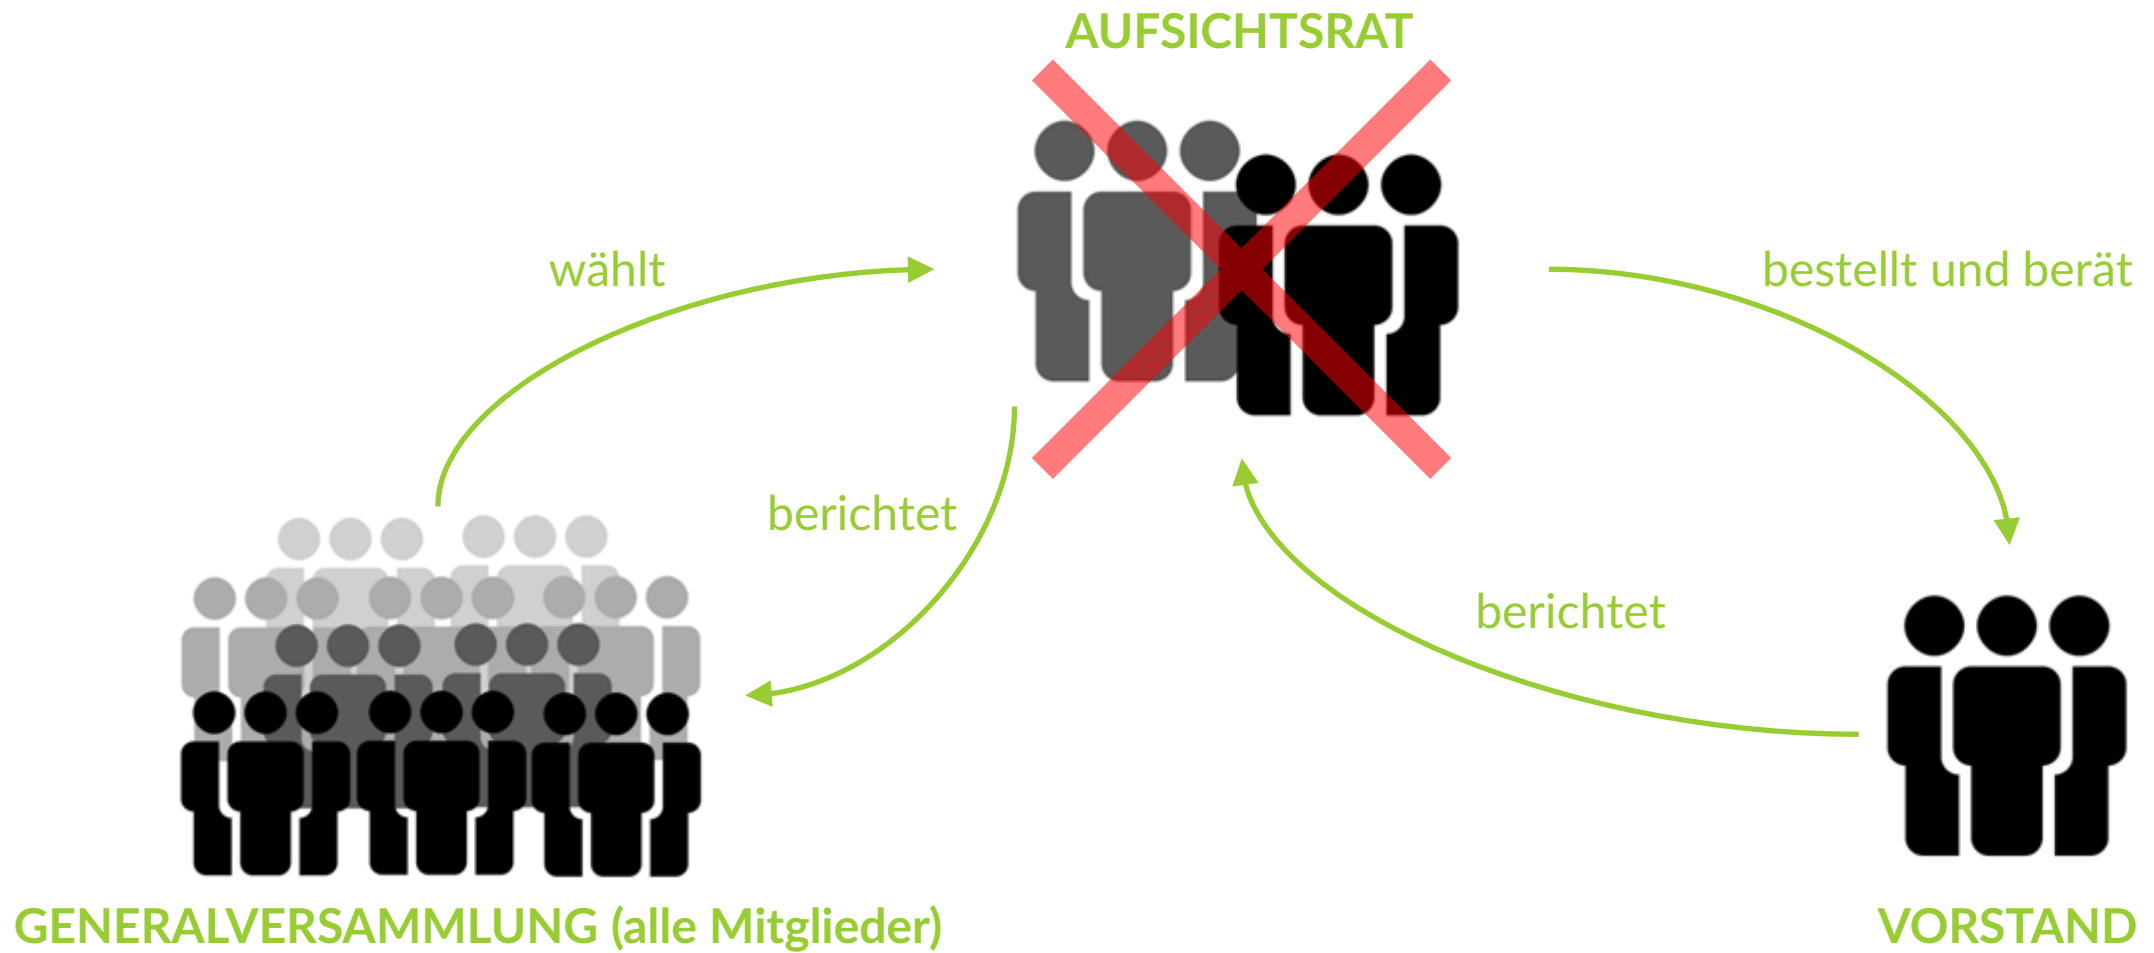 AUFSICHTSRAT
wählt
bestellt und berät
berichtet
berichtet
GENERALVERSAMMLUNG (alle Mitglieder)
VORSTAND